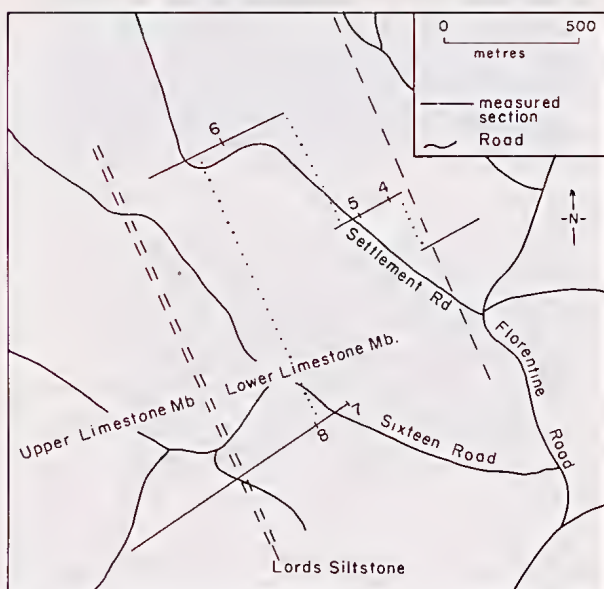 0 500
metres
measured
section
Road
-N-
6
5
4
Settlement Rd
Florentine
Road
Upper Limestone Mb
Lower Limestone Mb.
7
8
Sixteen Road
Lords Siltstone